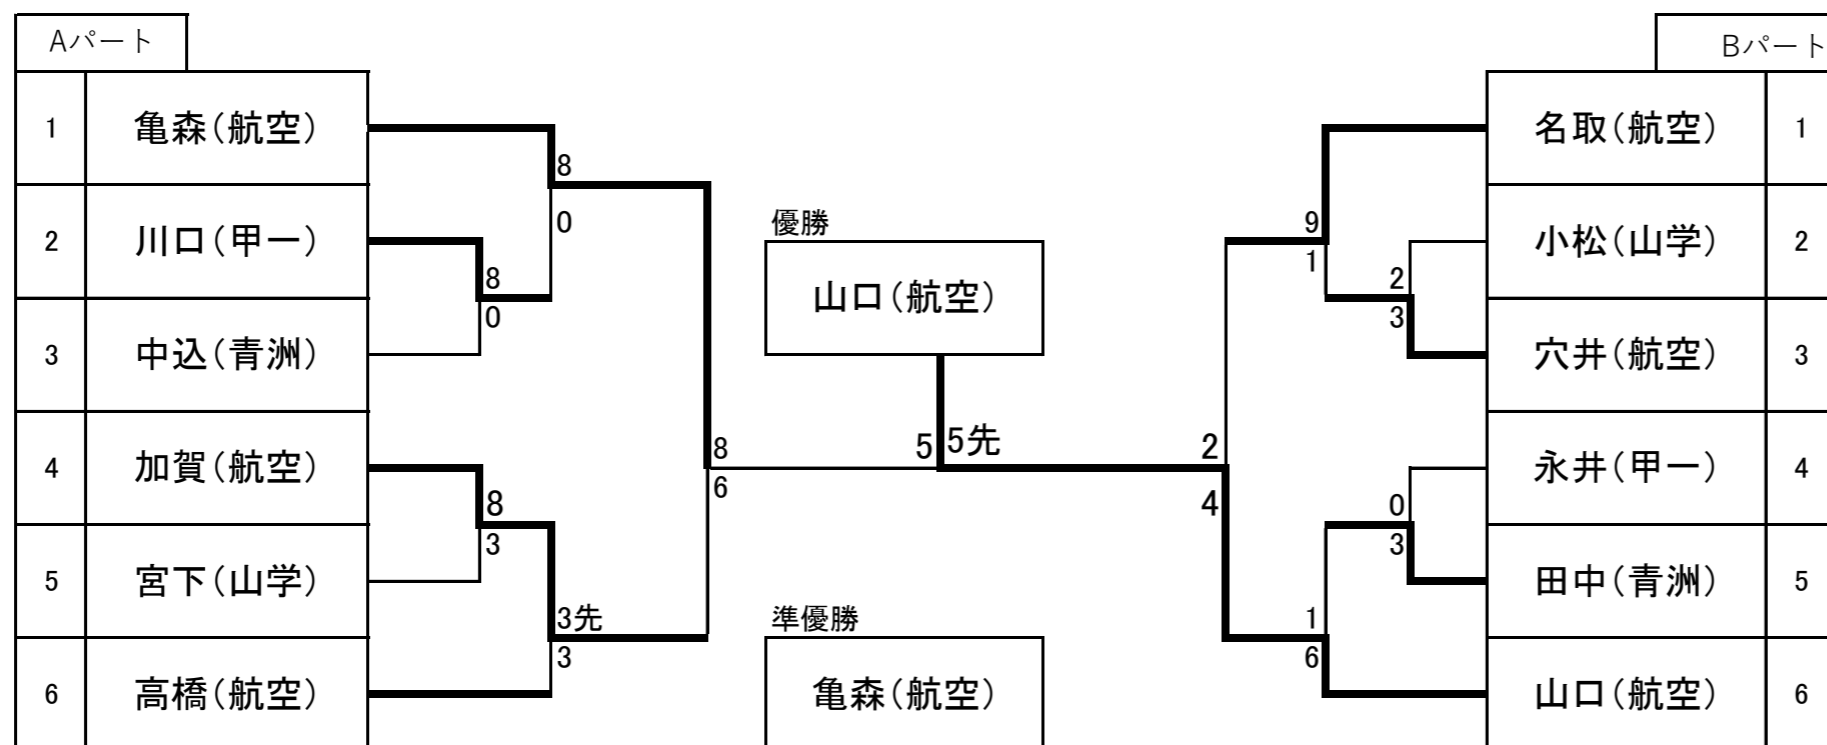 Aパート
1 亀森(航空)
2 川口(甲一)
3 中込(青洲)
4 加賀(航空)
5 宮下(山学)
6 高橋(航空)
8
0
8
0
8
3
3先
3
8
6
優勝
山口(航空)
5 5先
準優勝
亀森(航空)
2
4
9
1
2
3
0
3
1
6
Bパート
名取(航空) 1
小松(山学) 2
穴井(航空) 3
永井(甲一) 4
田中(青洲) 5
山口(航空) 6